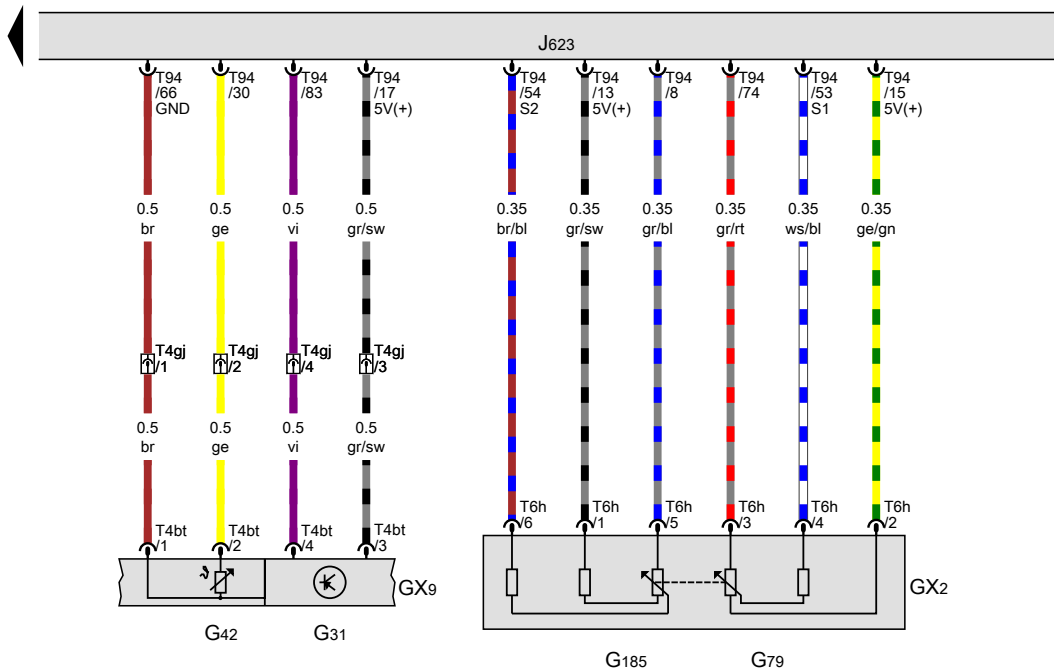 J623
T94 T94 T94 T94 T94 T94 T94 T94 T94 T94
/66 /30 /83 /17 /54 /13 /8 /74 /53 /15
GND 5V(+) S2 5V(+) S1 5V(+)
0.5 0.5 0.5 0.5 0.35 0.35 0.35 0.35 0.35 0.35
br ge vi gr/sw br/bl gr/sw gr/bl gr/rt ws/bl ge/gn
T4gj T4gj T4gj T4gj
/1 /2 /4 /3
0.5 0.5 0.5 0.5
br ge vi gr/sw
T6h T6h T6h T6h T6h T6h
/6 /1 /5 /3 /4 /2
T4bt T4bt T4bt T4bt
/1 /2 /4 /3
GX9 GX2
G42 G31
G185 G79